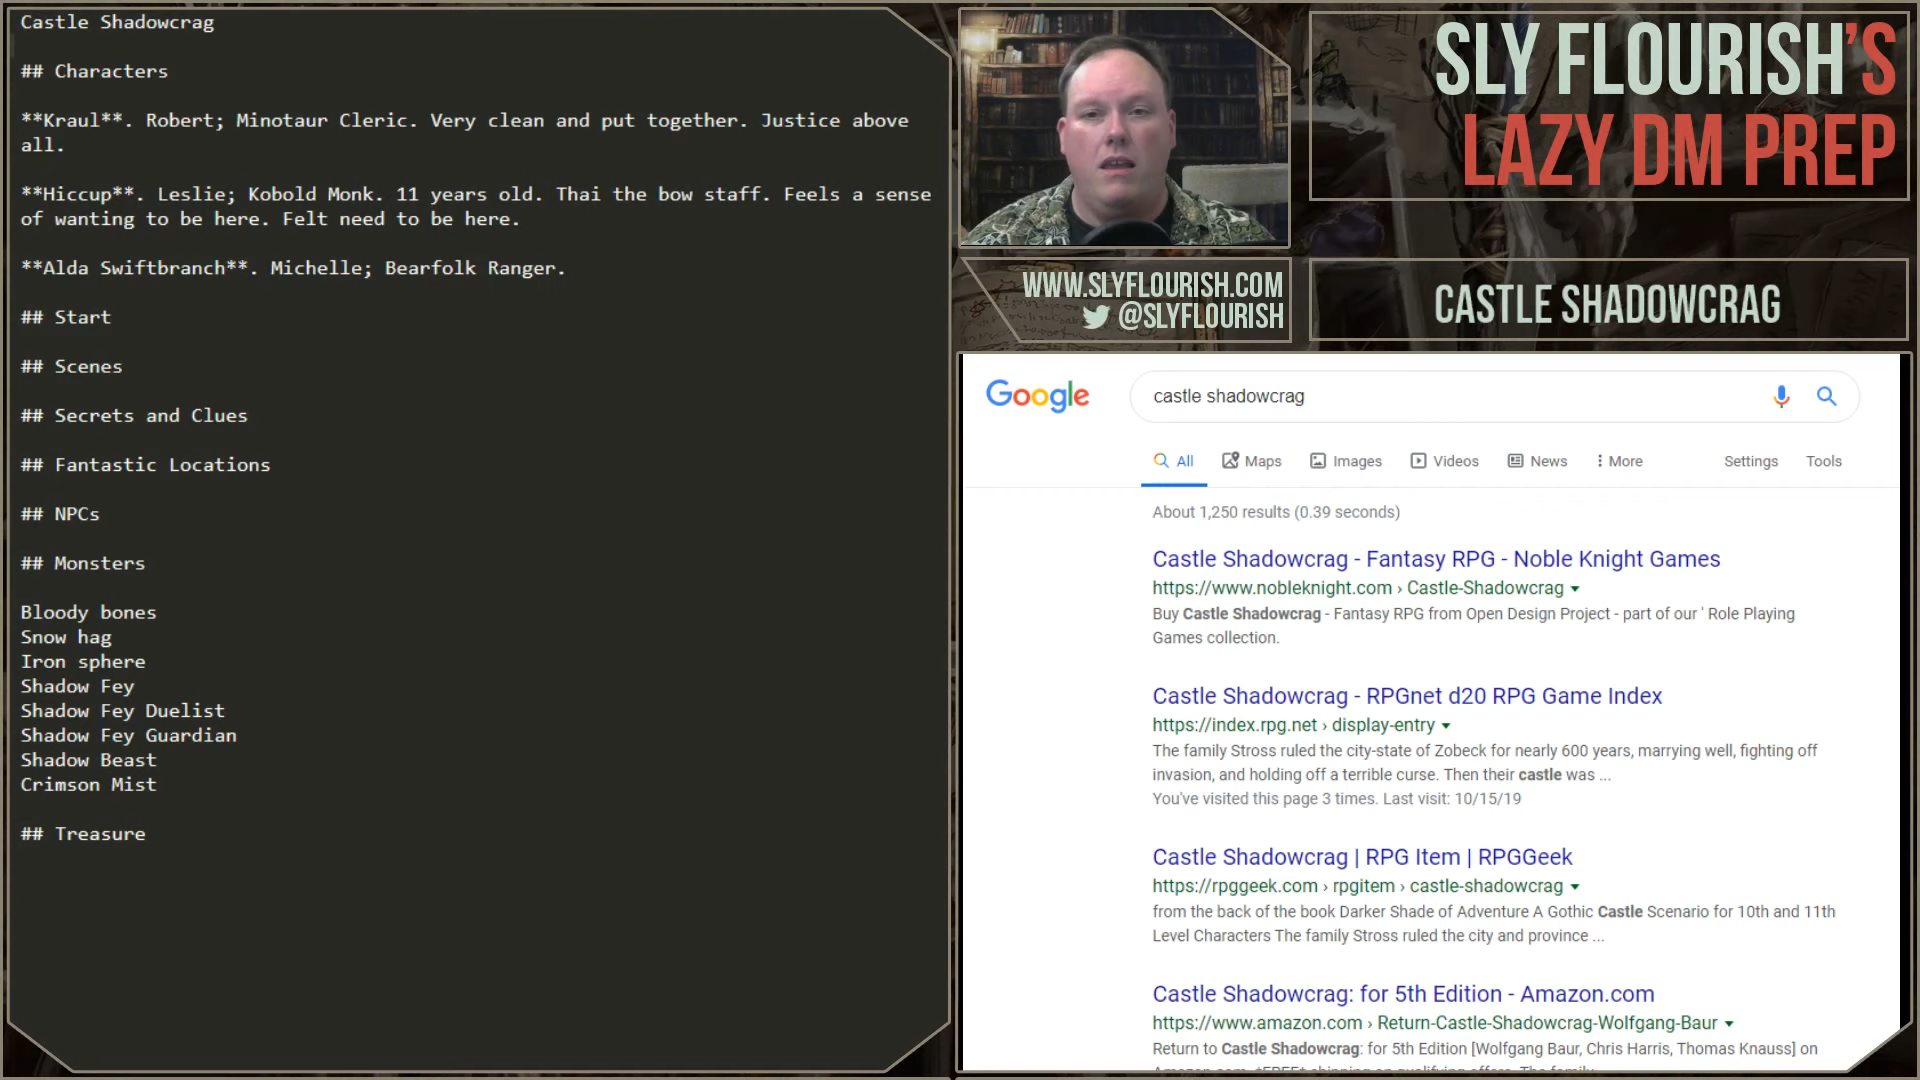 Castle Shadowcrag
## Characters
**Kraul**. Robert; Minotaur Cleric. Very clean and put together. Justice above
all.
**Hiccup**. Leslie; Kobold Monk. 11 years old. Thai the bow staff. Feels a sense
of wanting to be here. Felt need to be here.
**Alda Swiftbranch**. Michelle; Bearfolk Ranger.
## Start
## Scenes
## Secrets and Clues
## Fantastic Locations
## NPCs
## Monsters
Bloody bones
Snow hag
Iron sphere
Shadow Fey
Shadow Fey Duelist
Shadow Fey Guardian
Shadow Beast
Crimson Mist
## Treasure
SLY FLOURISH'S
LAZY DM PREP
WWW.SLYFLOURISH.COM
@SLYFLOURISH
CASTLE SHADOWCRAG
Google
castle shadowcrag
All Maps Images Videos News More Settings Tools
About 1,250 results (0.39 seconds)
Castle Shadowcrag - Fantasy RPG - Noble Knight Games
https://www.nobleknight.com › Castle-Shadowcrag
Buy Castle Shadowcrag - Fantasy RPG from Open Design Project - part of our ' Role Playing
Games collection.
Castle Shadowcrag - RPGnet d20 RPG Game Index
https://index.rpg.net › display-entry
The family Stross ruled the city-state of Zobeck for nearly 600 years, marrying well, fighting off
invasion, and holding off a terrible curse. Then their castle was ...
You've visited this page 3 times. Last visit: 10/15/19
Castle Shadowcrag | RPG Item | RPGGeek
https://rpggeek.com › rpgitem › castle-shadowcrag
from the back of the book Darker Shade of Adventure A Gothic Castle Scenario for 10th and 11th
Level Characters The family Stross ruled the city and province ...
Castle Shadowcrag: for 5th Edition - Amazon.com
https://www.amazon.com › Return-Castle-Shadowcrag-Wolfgang-Baur
Return to Castle Shadowcrag: for 5th Edition [Wolfgang Baur, Chris Harris, Thomas Knauss] on